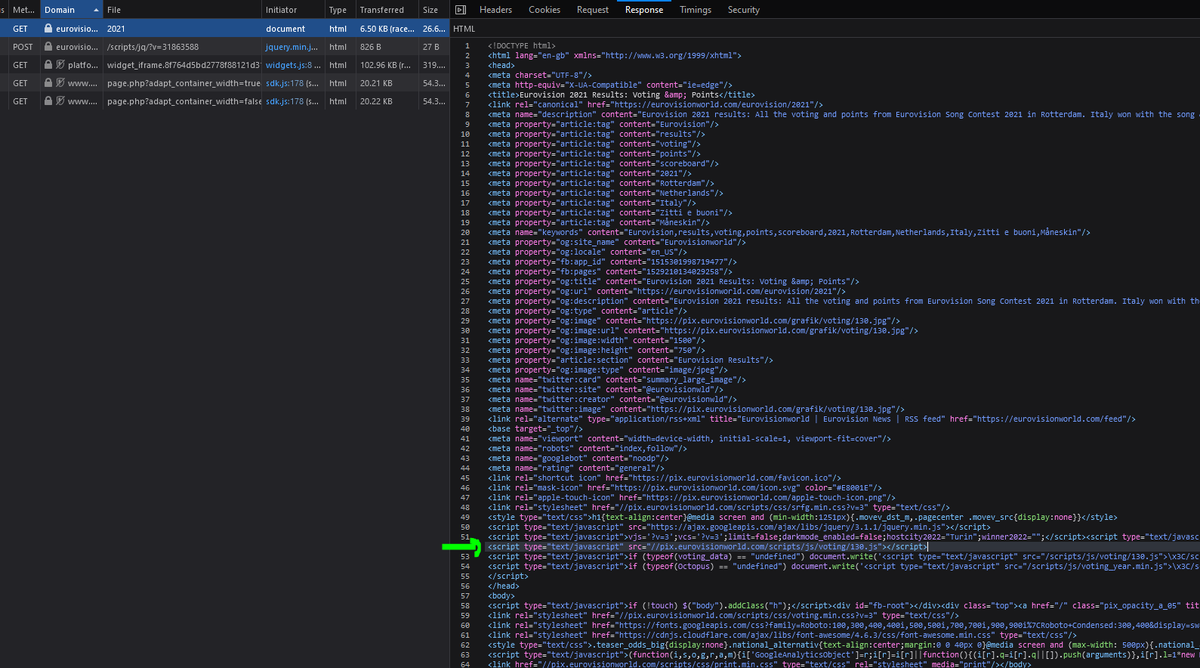 s Met... Domain File Initiator Type Transferred Size
GET eurovisio... 2021 document html 6.50 KB (race... 26.6...
POST eurovisio... /scripts/jq/?v=31863588 jquery.min.j... html 826 B 27 B
GET platfo... widget_iframe.8f764d5bd2778f88121d31 widgets.js:8 ... html 102.96 KB (r... 319....
GET www.... page.php?adapt_container_width=true sdk.js:178 (s... html 20.21 KB 54.3...
GET www.... page.php?adapt_container_width=false sdk.js:178 (s... html 20.22 KB 54.3...
Headers Cookies Request Response Timings Security
HTML
1 <!DOCTYPE html>
2 <html lang="en-gb" xmlns="http://www.w3.org/1999/xhtml">
3 <head>
4 <meta charset="UTF-8"/>
5 <meta http-equiv="X-UA-Compatible" content="ie=edge"/>
6 <title>Eurovision 2021 Results: Voting &amp; Points</title>
7 <link rel="canonical" href="https://eurovisionworld.com/eurovision/2021"/>
8 <meta name="description" content="Eurovision 2021 results: All the voting and points from Eurovision Song Contest 2021 in Rotterdam. Italy won with the song
9 <meta property="article:tag" content="Eurovision"/>
10 <meta property="article:tag" content="results"/>
11 <meta property="article:tag" content="voting"/>
12 <meta property="article:tag" content="points"/>
13 <meta property="article:tag" content="scoreboard"/>
14 <meta property="article:tag" content="2021"/>
15 <meta property="article:tag" content="Rotterdam"/>
16 <meta property="article:tag" content="Netherlands"/>
17 <meta property="article:tag" content="Italy"/>
18 <meta property="article:tag" content="Zitti e buoni"/>
19 <meta property="article:tag" content="Måneskin"/>
20 <meta name="keywords" content="Eurovision,results,voting,points,scoreboard,2021,Rotterdam,Netherlands,Italy,Zitti e buoni,Måneskin"/>
21 <meta property="og:site_name" content="Eurovisionworld"/>
22 <meta property="og:locale" content="en_US"/>
23 <meta property="fb:app_id" content="1515301998719477"/>
24 <meta property="fb:pages" content="1529210134029258"/>
25 <meta property="og:title" content="Eurovision 2021 Results: Voting &amp; Points"/>
26 <meta property="og:url" content="https://eurovisionworld.com/eurovision/2021"/>
27 <meta property="og:description" content="Eurovision 2021 results: All the voting and points from Eurovision Song Contest 2021 in Rotterdam. Italy won with the
28 <meta property="og:type" content="article"/>
29 <meta property="og:image" content="https://pix.eurovisionworld.com/grafik/voting/130.jpg"/>
30 <meta property="og:image:url" content="https://pix.eurovisionworld.com/grafik/voting/130.jpg"/>
31 <meta property="og:image:width" content="1500"/>
32 <meta property="og:image:height" content="750"/>
33 <meta property="article:section" content="Eurovision Results"/>
34 <meta property="og:image:type" content="image/jpeg"/>
35 <meta name="twitter:card" content="summary_large_image"/>
36 <meta name="twitter:site" content="@eurovisionwld"/>
37 <meta name="twitter:creator" content="@eurovisionwld"/>
38 <meta name="twitter:image" content="https://pix.eurovisionworld.com/grafik/voting/130.jpg"/>
39 <link rel="alternate" type="application/rss+xml" title="Eurovisionworld | Eurovision News | RSS feed" href="https://eurovisionworld.com/feed"/>
40 <base target="_top"/>
41 <meta name="viewport" content="width=device-width, initial-scale=1, viewport-fit=cover"/>
42 <meta name="robots" content="index,follow"/>
43 <meta name="googlebot" content="noodp"/>
44 <meta name="rating" content="general"/>
45 <link rel="shortcut icon" href="https://pix.eurovisionworld.com/favicon.ico"/>
46 <link rel="mask-icon" href="https://pix.eurovisionworld.com/icon.svg" color="#E8001E"/>
47 <link rel="apple-touch-icon" href="https://pix.eurovisionworld.com/apple-touch-icon.png"/>
48 <link rel="stylesheet" href="//pix.eurovisionworld.com/scripts/css/srfg.min.css?v=3" type="text/css"/>
49 <style type="text/css">h1{text-align:center}@media screen and (min-width:1251px){.movev_dst_m,.pagecenter .movev_src{display:none}}</style>
50 <script type="text/javascript" src="https://ajax.googleapis.com/ajax/libs/jquery/3.1.1/jquery.min.js"></script>
51 <script type="text/javascript">vjs='?v=3';vcs='?v=3';limit=false;darkmode_enabled=false;hostcity2022="Turin";winner2022="";</script><script type="text/javasc
52 <script type="text/javascript" src="//pix.eurovisionworld.com/scripts/js/voting/130.js"></script>
53 <script type="text/javascript">if (typeof(voting_data) == "undefined") document.write('<script type="text/javascript" src="/scripts/js/voting/130.js">\x3C/s
54 <script type="text/javascript">if (typeof(Octopus) == "undefined") document.write('<script type="text/javascript" src="/scripts/js/voting_year.min.js">\x3C/s
55 </script>
56 </head>
57 <body>
58 <script type="text/javascript">if (!touch) $("body").addClass("h");</script><div id="fb-root"></div><div class="top"><a href="/" class="pix_opacity_a_05" tit
59 <link rel="stylesheet" href="//pix.eurovisionworld.com/scripts/css/voting.min.css?v=3" type="text/css"/>
60 <link rel="stylesheet" href="https://fonts.googleapis.com/css?family=Roboto:100,300,400,400i,500,500i,700,700i,900,900i%7CRoboto+Condensed:300,400&display=sw
61 <link rel="stylesheet" href="https://cdnjs.cloudflare.com/ajax/libs/font-awesome/4.6.3/css/font-awesome.min.css" type="text/css"/>
62 <style type="text/css">.teaser_odds_big{display:none}.national_alternativ{text-align:center;margin:0 0 40px 0}@media screen and (max-width: 500px){.national
63 <script type="text/javascript">(function(i,s,o,g,r,a,m){i['GoogleAnalyticsObject']=r;i[r]=i[r]||function(){(i[r].q=i[r].q||[]).push(arguments)},i[r].l=1*new
64 <link href="//pix.eurovisionworld.com/scripts/css/print.min.css" type="text/css" rel="stylesheet" media="print"/></body>